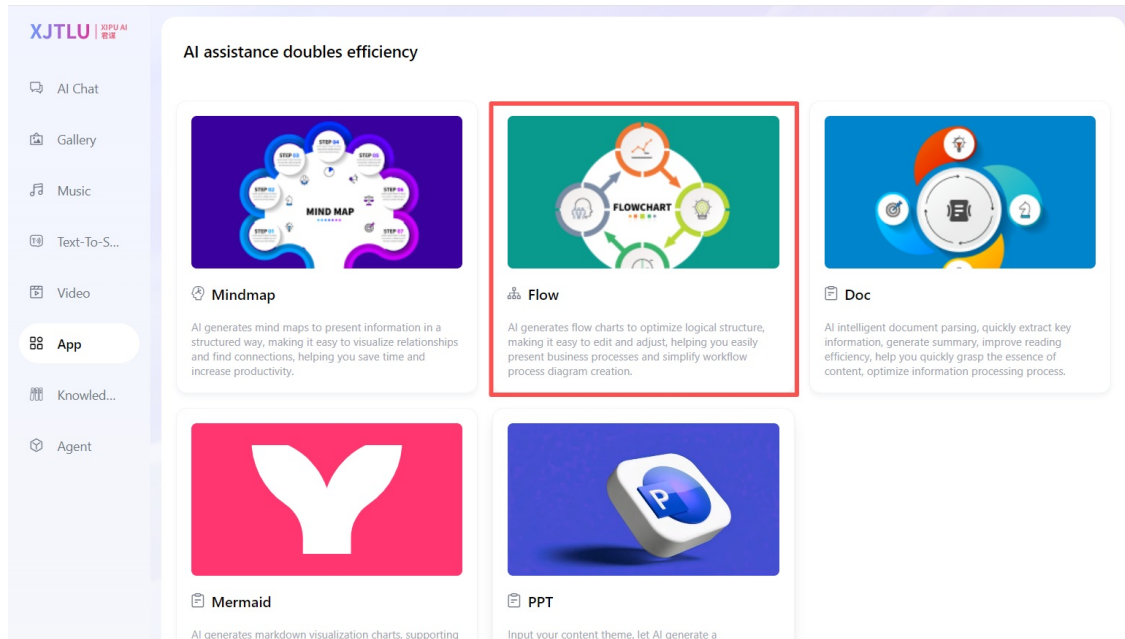 XJTLU | XIPU AI
君谋
AI assistance doubles efficiency
AI Chat
Gallery
Music
Text-To-S...
Video
App
Knowled...
Agent
STEP 04
STEP 03
STEP 05
STEP 02
STEP 06
MIND MAP
STEP 01
STEP 07
Mindmap
AI generates mind maps to present information in a
structured way, making it easy to visualize relationships
and find connections, helping you save time and
increase productivity.
FLOWCHART
Flow
AI generates flow charts to optimize logical structure,
making it easy to edit and adjust, helping you easily
present business processes and simplify workflow
process diagram creation.
Doc
AI intelligent document parsing, quickly extract key
information, generate summary, improve reading
efficiency, help you quickly grasp the essence of
content, optimize information processing process.
Mermaid
AI generates markdown visualization charts, supporting
P
PPT
Input your content theme, let AI generate a